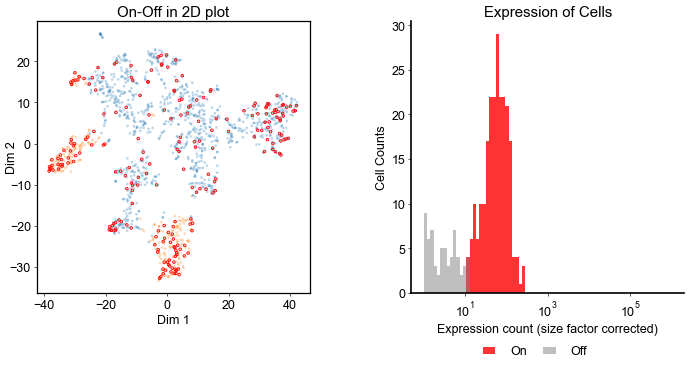 On-Off in 2D plot
Dim 2
20
10
0
−10
−20
−30
−40
−20
0
20
40
Dim 1
Expression of Cells
Cell Counts
30
25
20
15
10
5
0
10^1
10^3
10^5
Expression count (size factor corrected)
On
Off